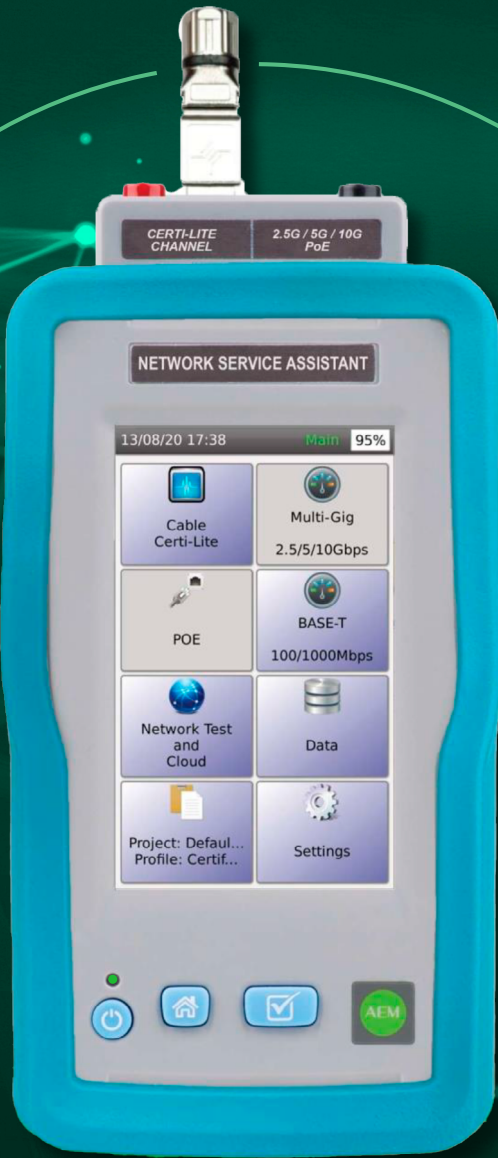 CERTI-LITE
CHANNEL
2.5G / 5G / 10G
PoE
NETWORK SERVICE ASSISTANT
13/08/20 17:38 Main 95%
Cable
Certi-Lite
Multi-Gig
2.5/5/10Gbps
POE
BASE-T
100/1000Mbps
Network Test
and
Cloud
Data
Project: Defaul...
Profile: Certif...
Settings
AEM